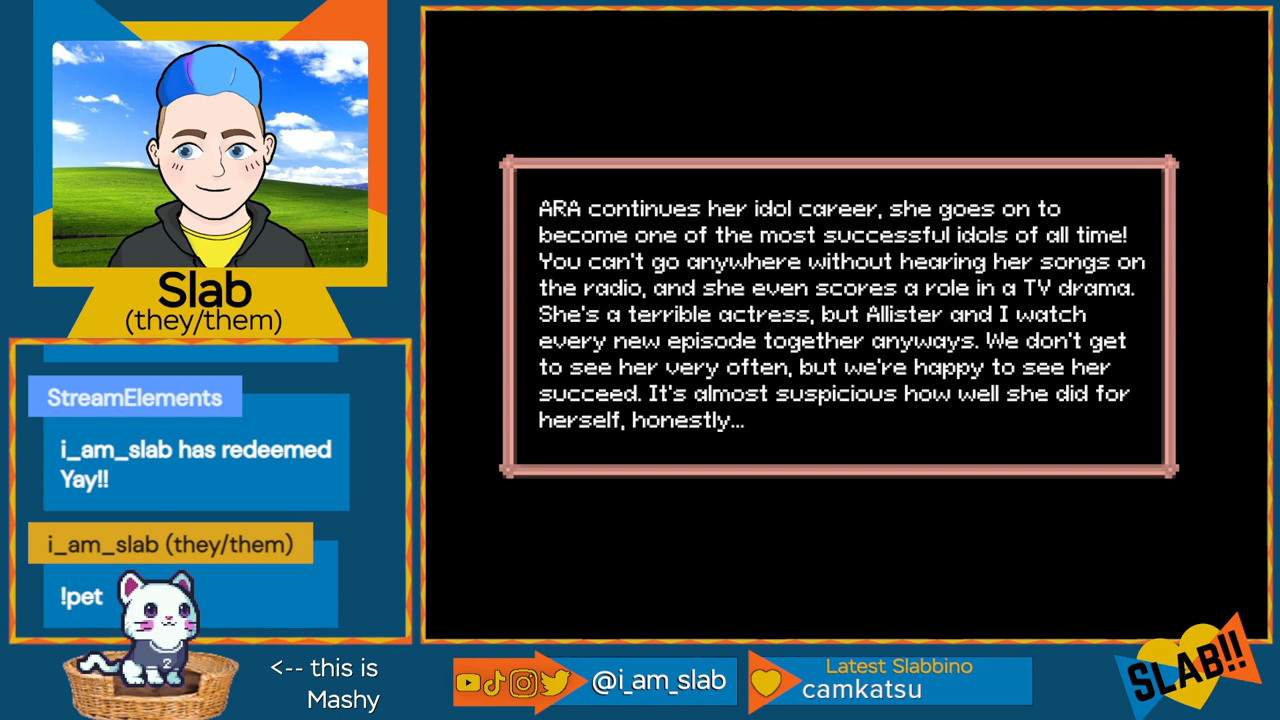 Slab
(they/them)
StreamElements
i_am_slab has redeemed
Yay!!
i_am_slab (they/them)
!pet
2
<-- this is
Mashy
ARA continues her idol career, she goes on to
become one of the most successful idols of all time!
You can't go anywhere without hearing her songs on
the radio, and she even scores a role in a TV drama.
She's a terrible actress, but Allister and I watch
every new episode together anyways. We don't get
to see her very often, but we're happy to see her
succeed. It's almost suspicious how well she did for
herself, honestly...
@i_am_slab
Latest Slabbino
camkatsu
SLAB!!